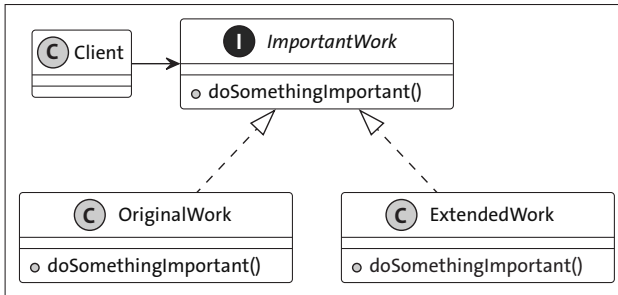 C Client
I ImportantWork
doSomethingImportant()
C OriginalWork
doSomethingImportant()
C ExtendedWork
doSomethingImportant()